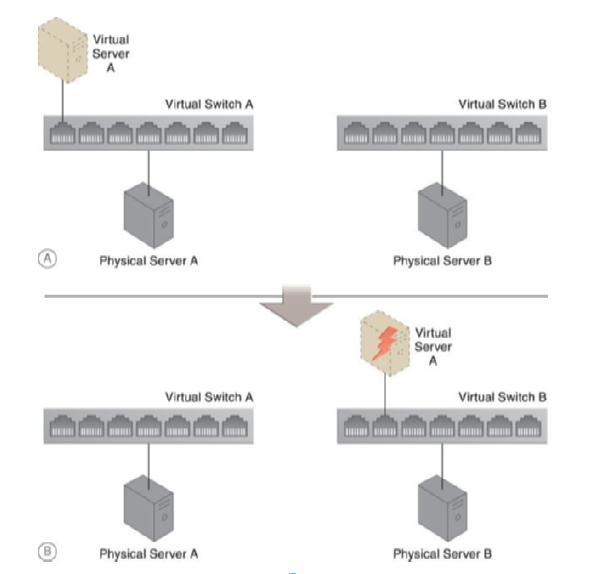 Virtual
Server
A
Virtual Switch A
Virtual Switch B
A
Physical Server A
Physical Server B
Virtual
Server
A
Virtual Switch A
Virtual Switch B
B
Physical Server A
Physical Server B